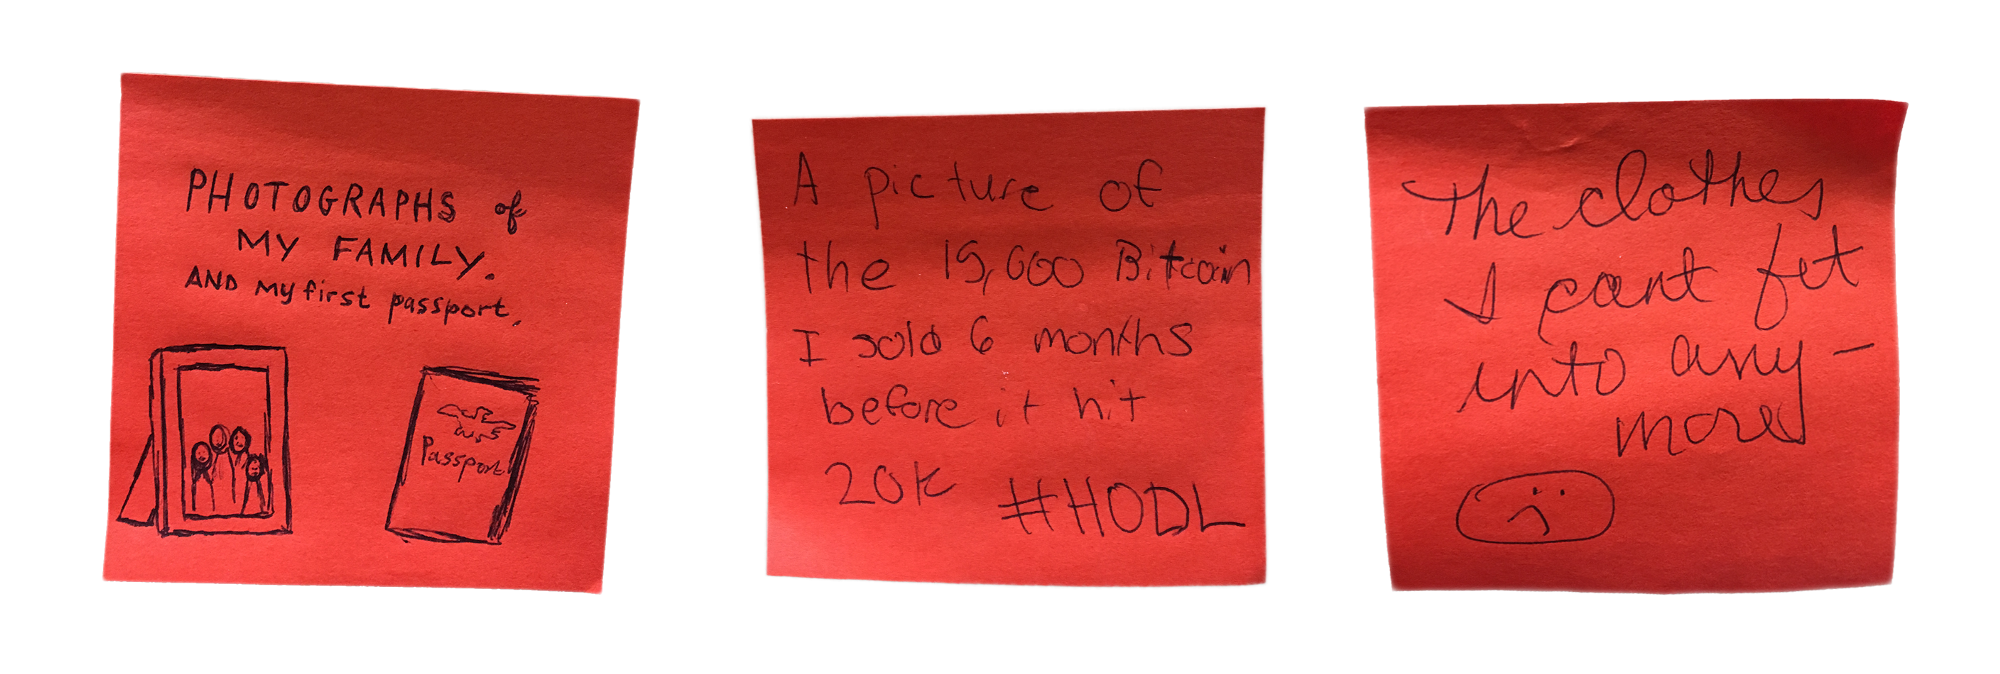 PHOTOGRAPHS of
MY FAMILY.
AND My first passport.
Passport
A picture of
the 15,000 Bitcoin
I sold 6 months
before it hit
20k #HODL
The clothes
I cant fit
into any-
more